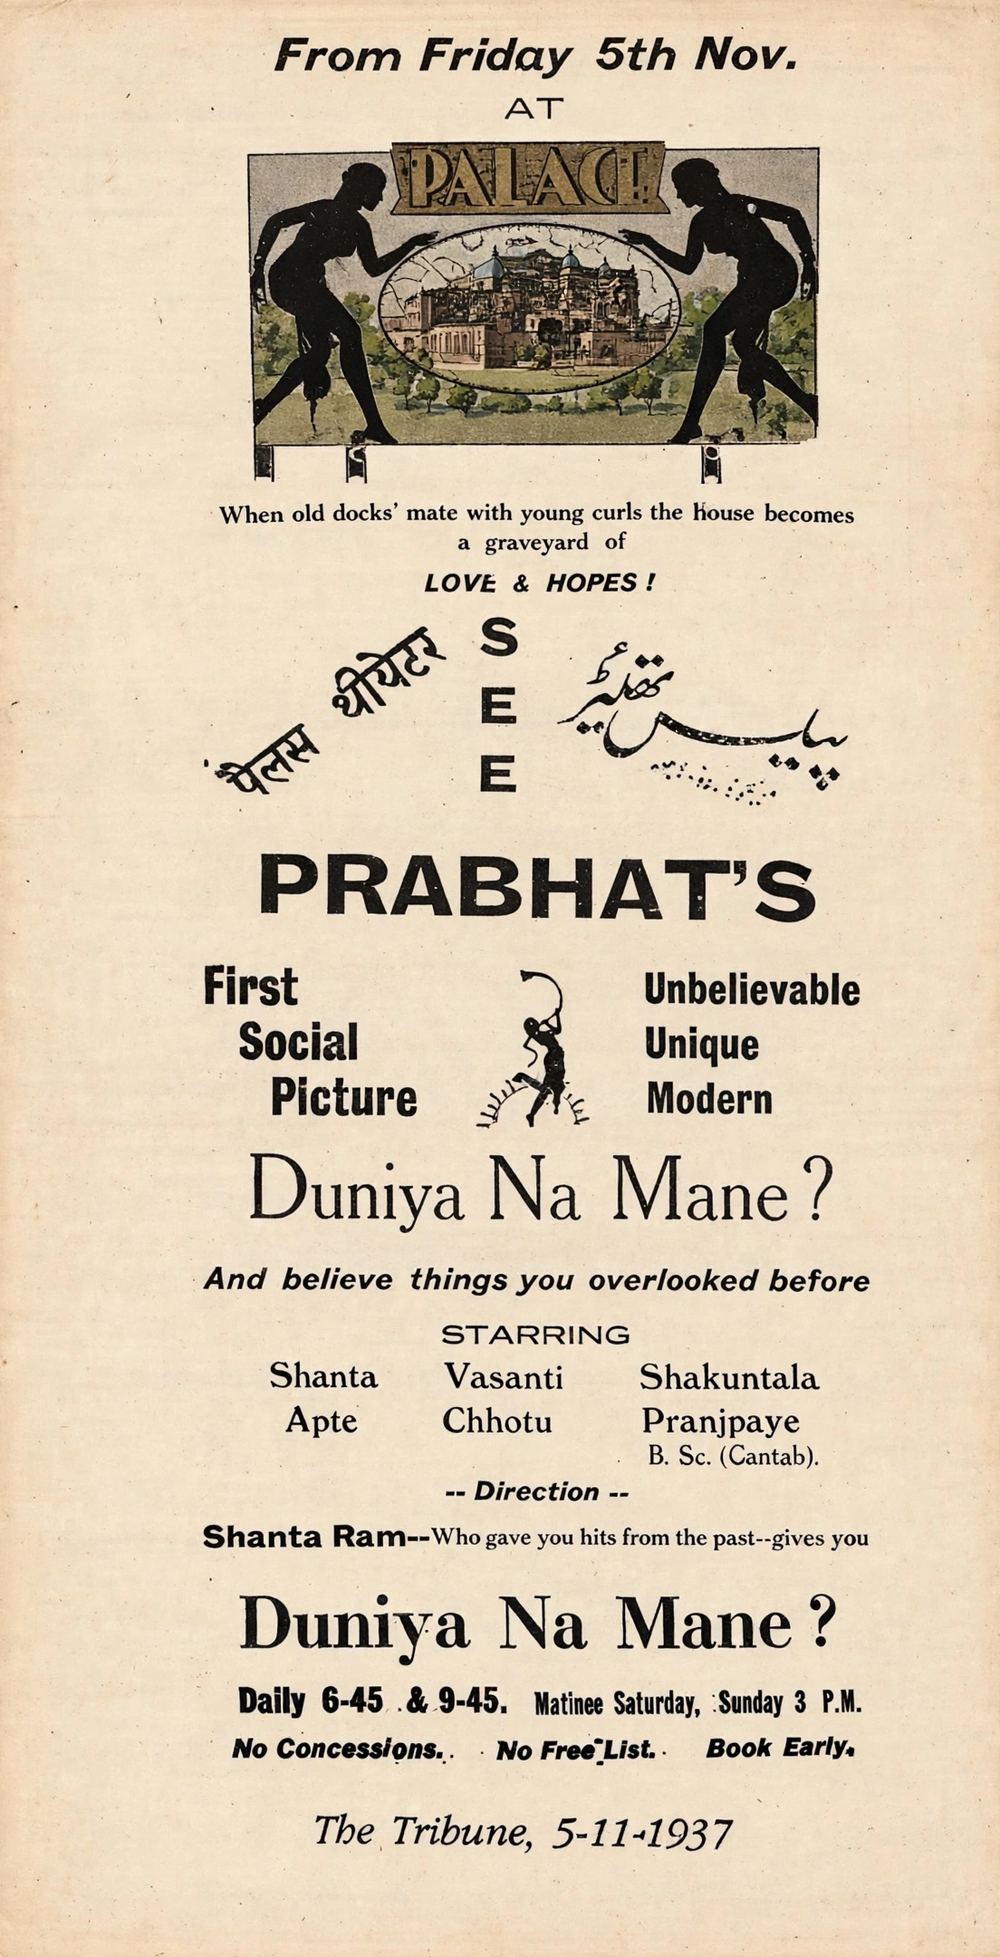 From Friday 5th Nov.
AT
PALACE
When old docks' mate with young curls the house becomes
a graveyard of
LOVE & HOPES !
पैलस थीयेटर
SEE
پیلیس تھیٹر
PRABHAT'S
First
Social
Picture
Unbelievable
Unique
Modern
Duniya Na Mane ?
And believe things you overlooked before
STARRING
Shanta Vasanti Shakuntala
Apte Chhotu Pranjpaye
B. Sc. (Cantab).
-- Direction --
Shanta Ram--Who gave you hits from the past--gives you
Duniya Na Mane ?
Daily 6-45 & 9-45. Matinee Saturday, Sunday 3 P.M.
No Concessions. No Free List. Book Early.
The Tribune, 5-11-1937